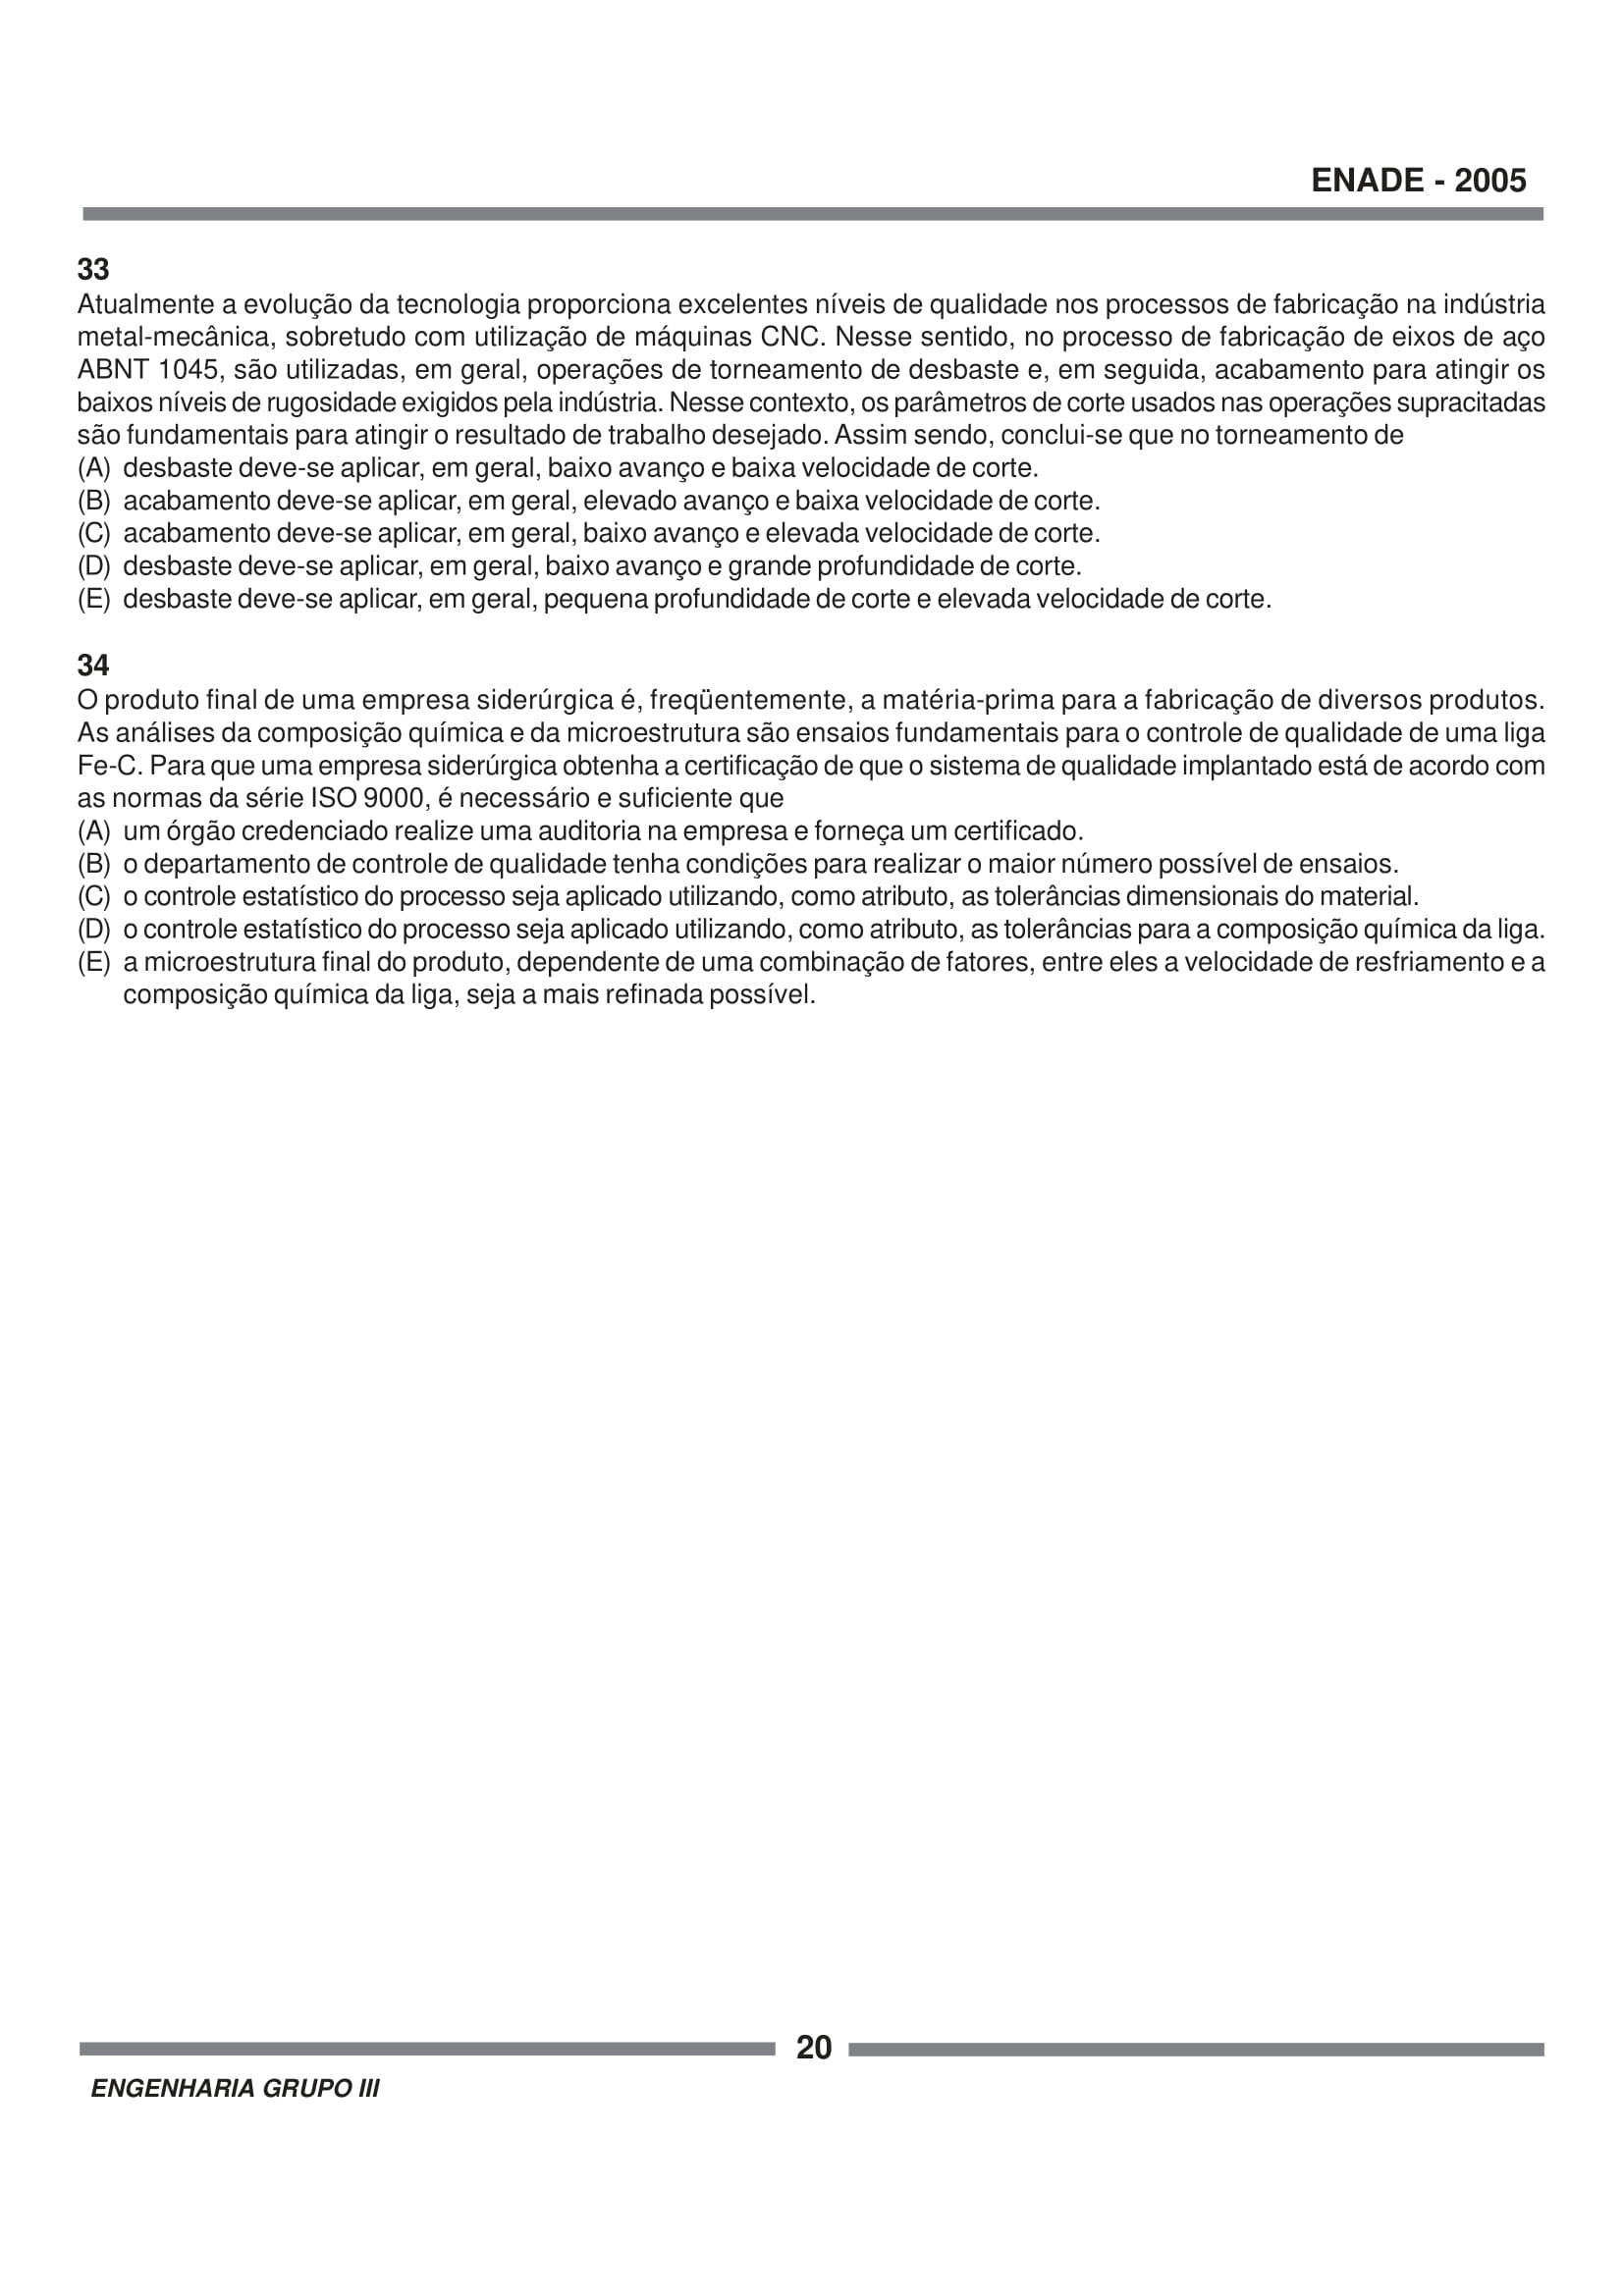 ENADE - 2005
33
Atualmente a evolução da tecnologia proporciona excelentes níveis de qualidade nos processos de fabricação na indústria
metal-mecânica, sobretudo com utilização de máquinas CNC. Nesse sentido, no processo de fabricação de eixos de aço
ABNT 1045, são utilizadas, em geral, operações de torneamento de desbaste e, em seguida, acabamento para atingir os
baixos níveis de rugosidade exigidos pela indústria. Nesse contexto, os parâmetros de corte usados nas operações supracitadas
são fundamentais para atingir o resultado de trabalho desejado. Assim sendo, conclui-se que no torneamento de
(A) desbaste deve-se aplicar, em geral, baixo avanço e baixa velocidade de corte.
(B) acabamento deve-se aplicar, em geral, elevado avanço e baixa velocidade de corte.
(C) acabamento deve-se aplicar, em geral, baixo avanço e elevada velocidade de corte.
(D) desbaste deve-se aplicar, em geral, baixo avanço e grande profundidade de corte.
(E) desbaste deve-se aplicar, em geral, pequena profundidade de corte e elevada velocidade de corte.
34
O produto final de uma empresa siderúrgica é, freqüentemente, a matéria-prima para a fabricação de diversos produtos.
As análises da composição química e da microestrutura são ensaios fundamentais para o controle de qualidade de uma liga
Fe-C. Para que uma empresa siderúrgica obtenha a certificação de que o sistema de qualidade implantado está de acordo com
as normas da série ISO 9000, é necessário e suficiente que
(A) um órgão credenciado realize uma auditoria na empresa e forneça um certificado.
(B) o departamento de controle de qualidade tenha condições para realizar o maior número possível de ensaios.
(C) o controle estatístico do processo seja aplicado utilizando, como atributo, as tolerâncias dimensionais do material.
(D) o controle estatístico do processo seja aplicado utilizando, como atributo, as tolerâncias para a composição química da liga.
(E) a microestrutura final do produto, dependente de uma combinação de fatores, entre eles a velocidade de resfriamento e a
composição química da liga, seja a mais refinada possível.
20
ENGENHARIA GRUPO III